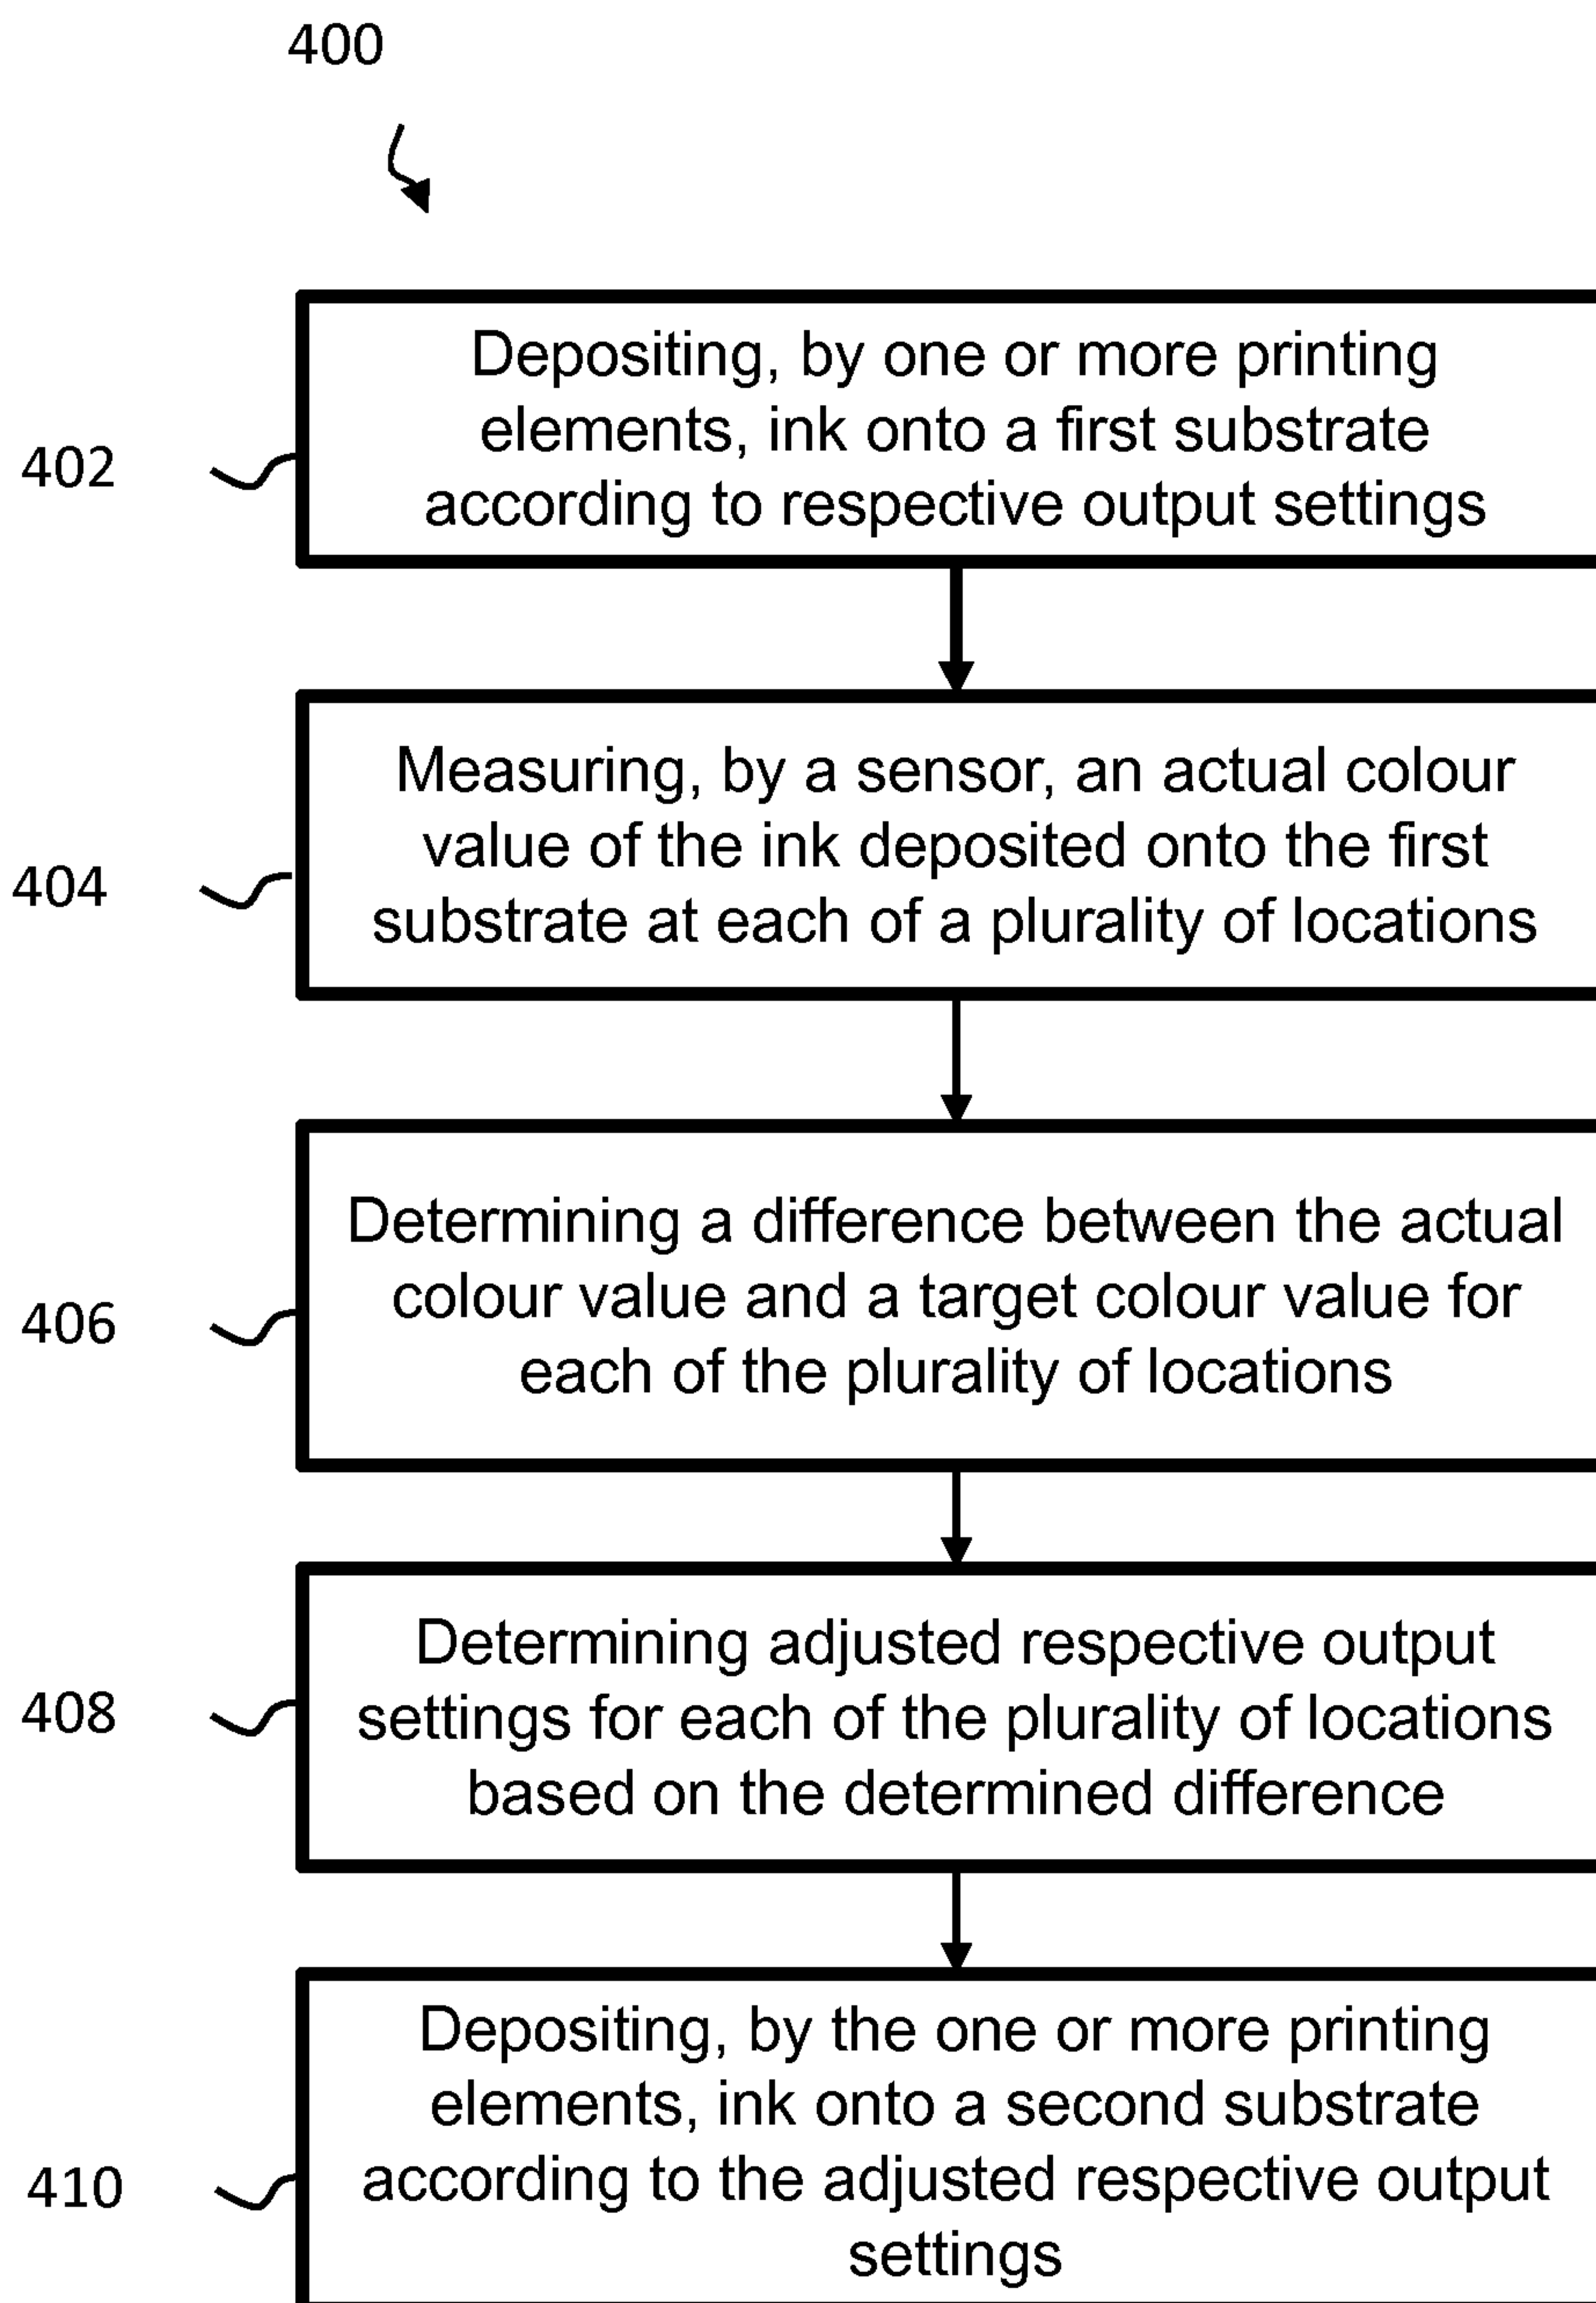 400
402
Depositing, by one or more printing
elements, ink onto a first substrate
according to respective output settings
404
Measuring, by a sensor, an actual colour
value of the ink deposited onto the first
substrate at each of a plurality of locations
406
Determining a difference between the actual
colour value and a target colour value for
each of the plurality of locations
408
Determining adjusted respective output
settings for each of the plurality of locations
based on the determined difference
410
Depositing, by the one or more printing
elements, ink onto a second substrate
according to the adjusted respective output
settings